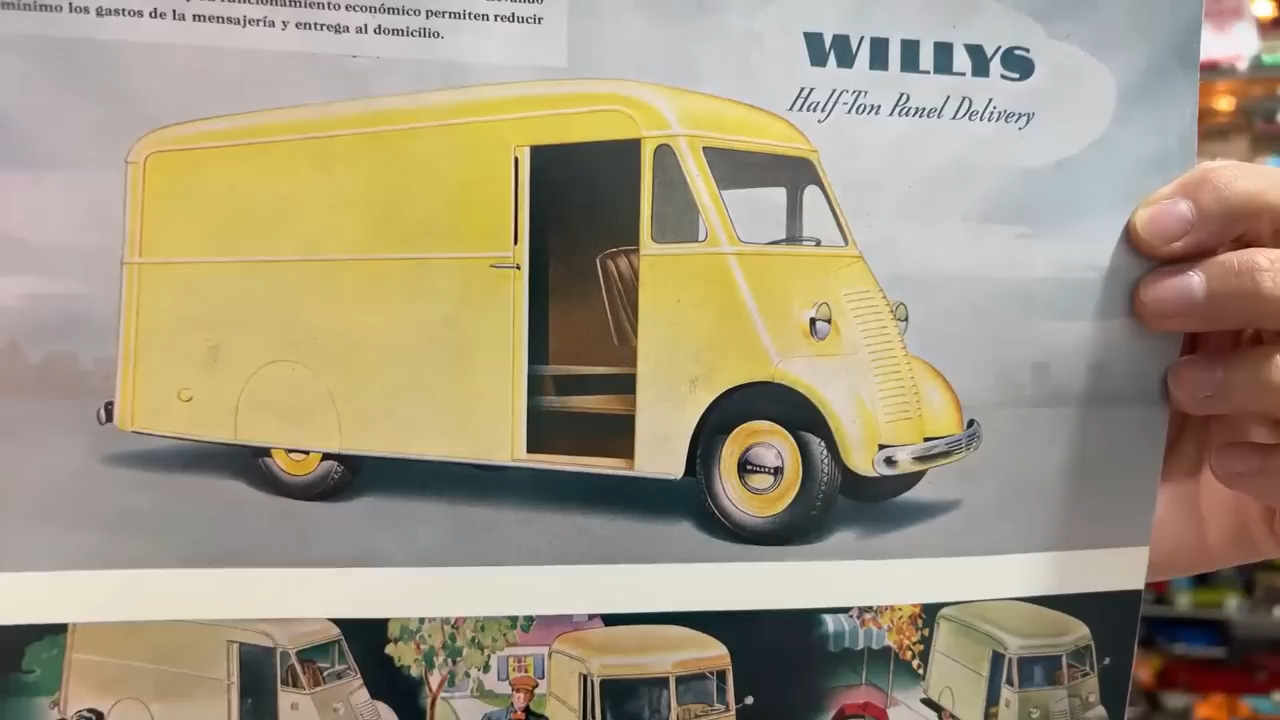 funcionamiento económico permiten reducir
mínimo los gastos de la mensajería y entrega al domicilio.
WILLYS
Half-Ton Panel Delivery
WILLYS